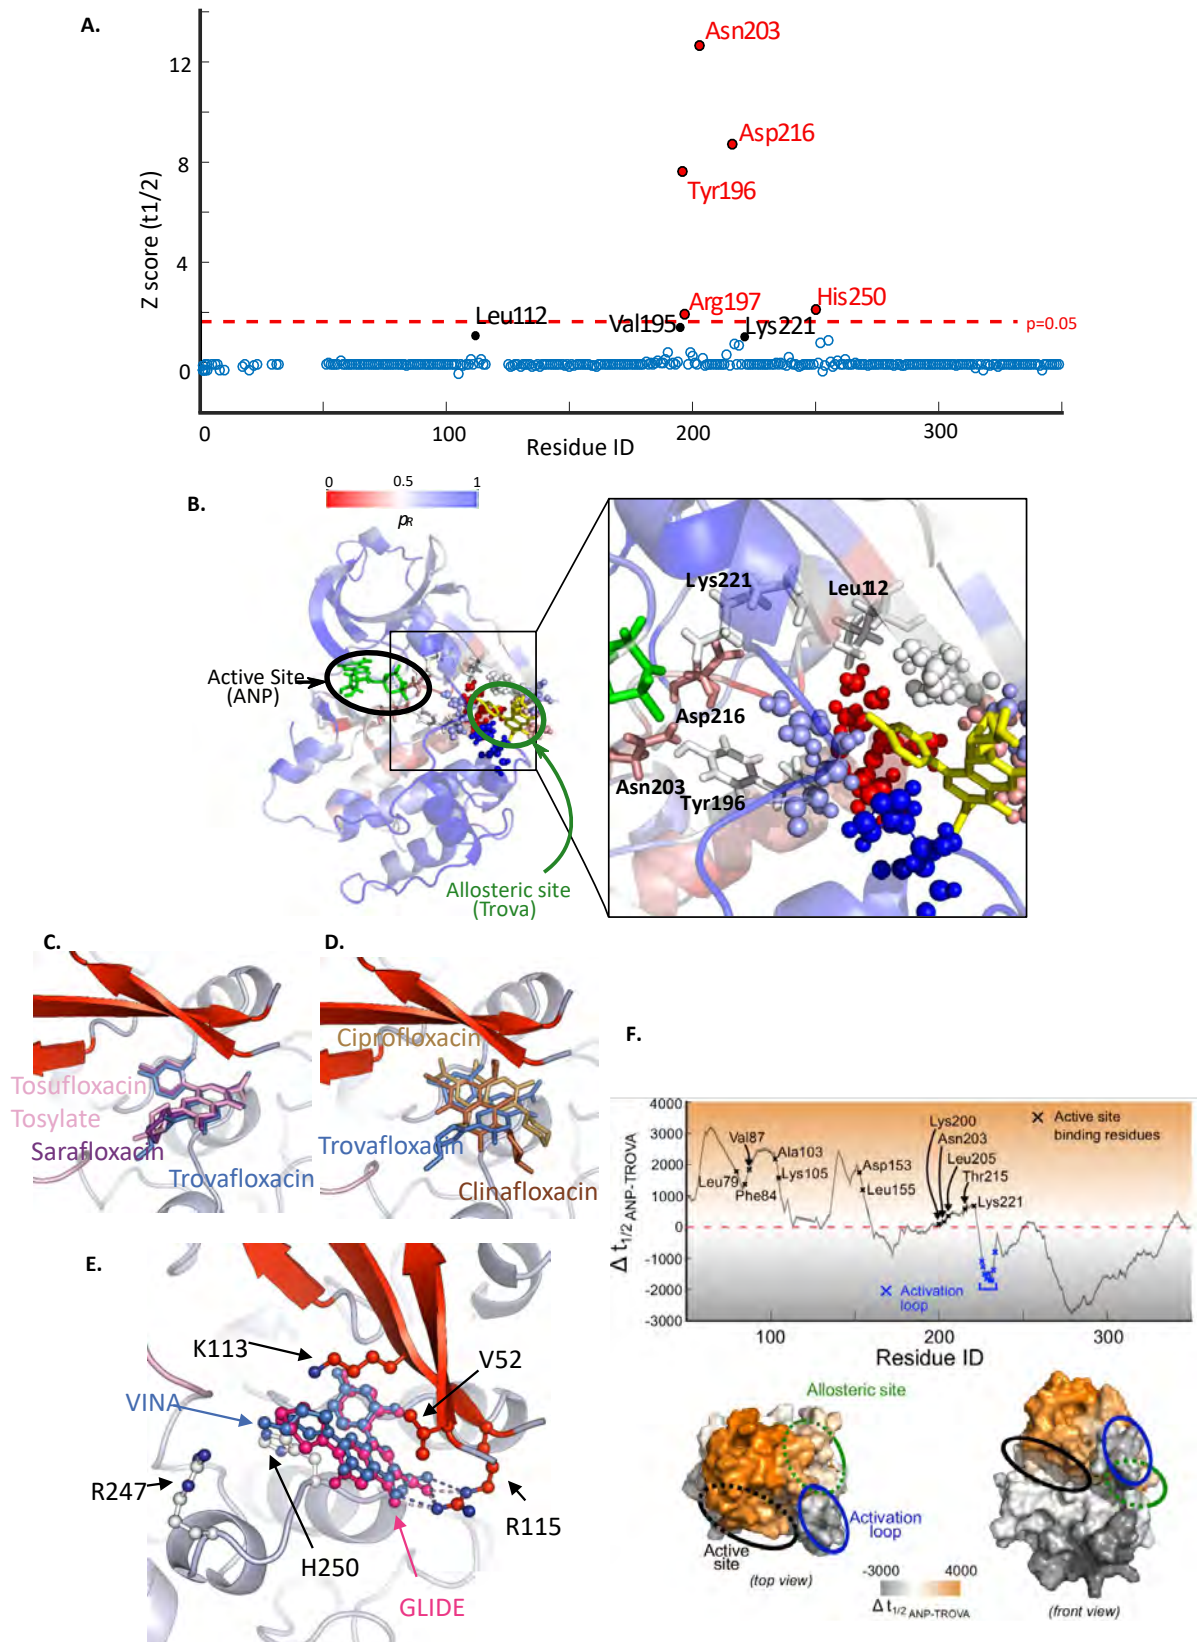 A.
Asn203
12
Asp216
8
Tyr196
Z score (t1/2)
4
Arg197
His250
Leu112
Val195
Lys221
p=0.05
0
0
100
200
300
Residue ID
B.
0
0.5
1
pR
Active Site
(ANP)
Allosteric site
(Trova)
Lys221
Leu112
Asp216
Asn203
Tyr196
C.
Tosufloxacin
Tosylate
Sarafloxacin
Trovafloxacin
D.
Ciprofloxacin
Trovafloxacin
Clinafloxacin
E.
K113
V52
VINA
R247
H250
R115
GLIDE
F.
4000
3000
2000
1000
0
-1000
-2000
-3000
Δ t1/2 ANP-TROVA
Val87
Ala103
Leu79
Phe84
Lys105
Asp153
Leu155
Lys200
Asn203
Leu205
Thr215
Lys221
× Active site
binding residues
× Activation
loop
100
200
300
Residue ID
Allosteric site
Active
site
Activation
loop
(top view)
-3000
4000
Δ t1/2 ANP-TROVA
(front view)